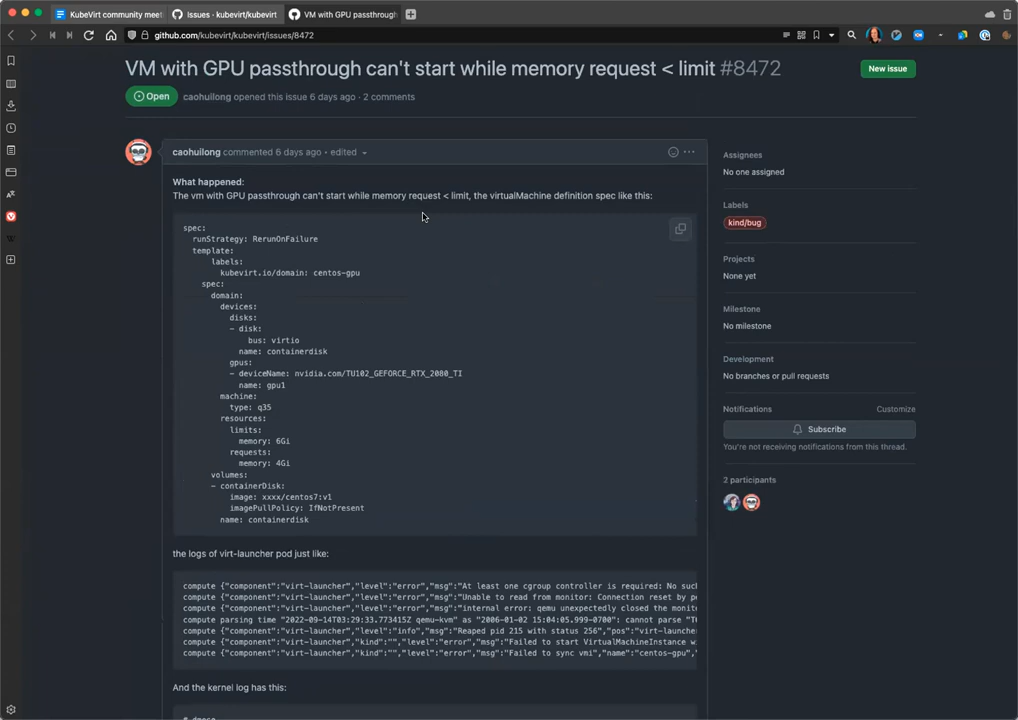 KubeVirt community meet
Issues · kubevirt/kubevirt
VM with GPU passthrough
github.com/kubevirt/kubevirt/issues/8472
VM with GPU passthrough can't start while memory request < limit #8472
New issue
Open
caohuilong opened this issue 6 days ago · 2 comments
caohuilong commented 6 days ago · edited
What happened:
The vm with GPU passthrough can't start while memory request < limit, the virtualMachine definition spec like this:
spec:
  runStrategy: RerunOnFailure
  template:
      labels:
        kubevirt.io/domain: centos-gpu
    spec:
      domain:
        devices:
          disks:
          - disk:
              bus: virtio
            name: containerdisk
          gpus:
          - deviceName: nvidia.com/TU102_GEFORCE_RTX_2080_TI
            name: gpu1
        machine:
          type: q35
        resources:
          limits:
            memory: 6Gi
          requests:
            memory: 4Gi
      volumes:
      - containerDisk:
          image: xxxx/centos7:v1
          imagePullPolicy: IfNotPresent
        name: containerdisk
the logs of virt-launcher pod just like:
compute {"component":"virt-launcher","level":"error","msg":"At least one cgroup controller is required: No suc
compute {"component":"virt-launcher","level":"error","msg":"Unable to read from monitor: Connection reset by p
compute {"component":"virt-launcher","level":"error","msg":"internal error: qemu unexpectedly closed the monit
compute parsing time "2022-09-14T03:29:33.773415Z qemu-kvm" as "2006-01-02 15:04:05.999-0700": cannot parse "T
compute {"component":"virt-launcher","level":"info","msg":"Reaped pid 215 with status 256","pos":"virt-launche
compute {"component":"virt-launcher","kind":"","level":"error","msg":"Failed to start VirtualMachineInstance w
compute {"component":"virt-launcher","kind":"","level":"error","msg":"Failed to sync vmi","name":"centos-gpu",
And the kernel log has this:
Assignees
No one assigned
Labels
kind/bug
Projects
None yet
Milestone
No milestone
Development
No branches or pull requests
Notifications
Customize
Subscribe
You're not receiving notifications from this thread.
2 participants